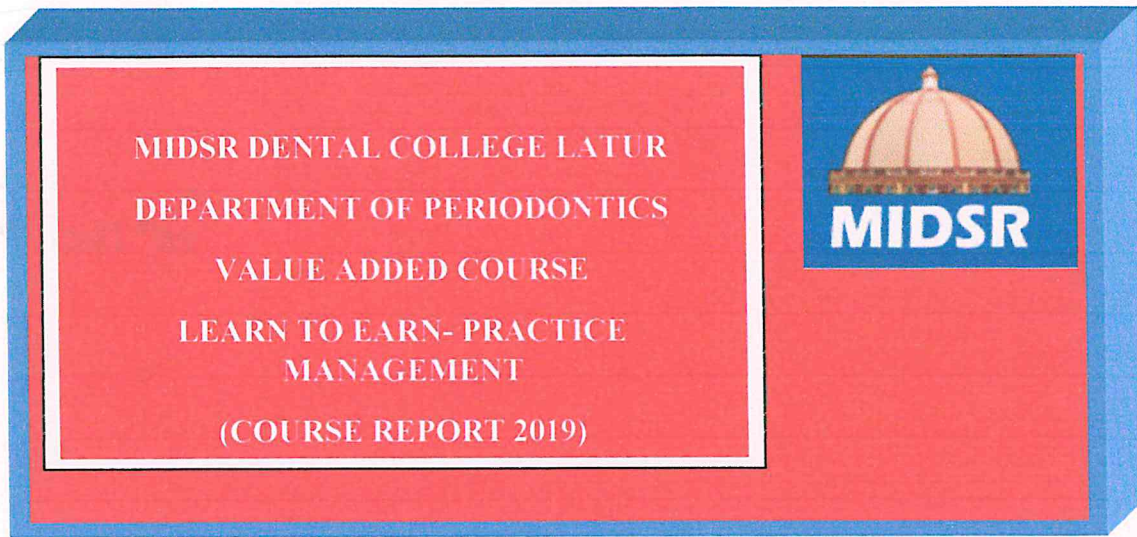 MIDSR DENTAL COLLEGE LATUR
DEPARTMENT OF PERIODONTICS
VALUE ADDED COURSE
LEARN TO EARN- PRACTICE
MANAGEMENT
(COURSE REPORT 2019)
MIDSR